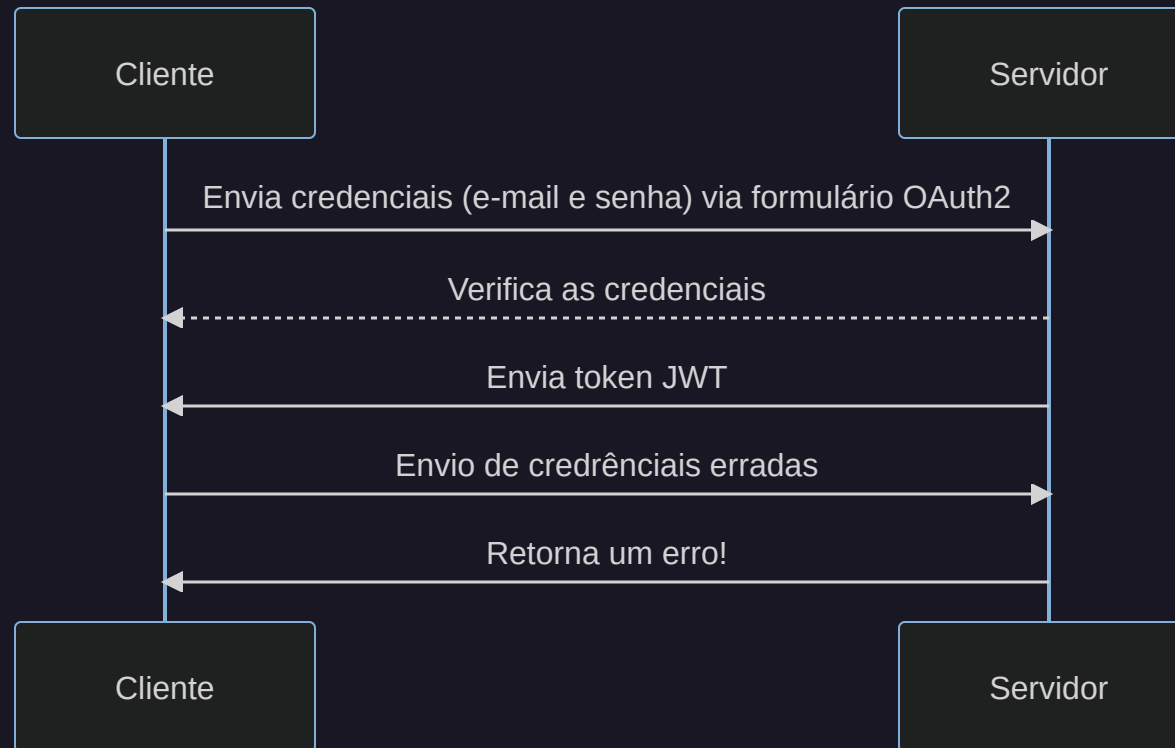 Cliente
Servidor
Envia credenciais (e-mail e senha) via formulário OAuth2
Verifica as credenciais
Envia token JWT
Envio de credrênciais erradas
Retorna um erro!
Cliente
Servidor